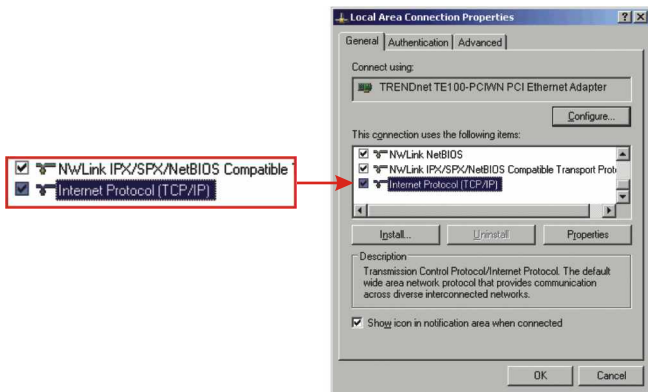 NWLink IPX/SPX/NetBIOS Compatible
Internet Protocol (TCP/IP)
Local Area Connection Properties
General Authentication Advanced
Connect using:
TRENDnet TE100-PCIWN PCI Ethernet Adapter
Configure...
This connection uses the following items:
NWLink NetBIOS
NWLink IPX/SPX/NetBIOS Compatible Transport Prot
Internet Protocol (TCP/IP)
Install... Uninstall Properties
Description
Transmission Control Protocol/Internet Protocol. The default
wide area network protocol that provides communication
across diverse interconnected networks.
Show icon in notification area when connected
OK Cancel